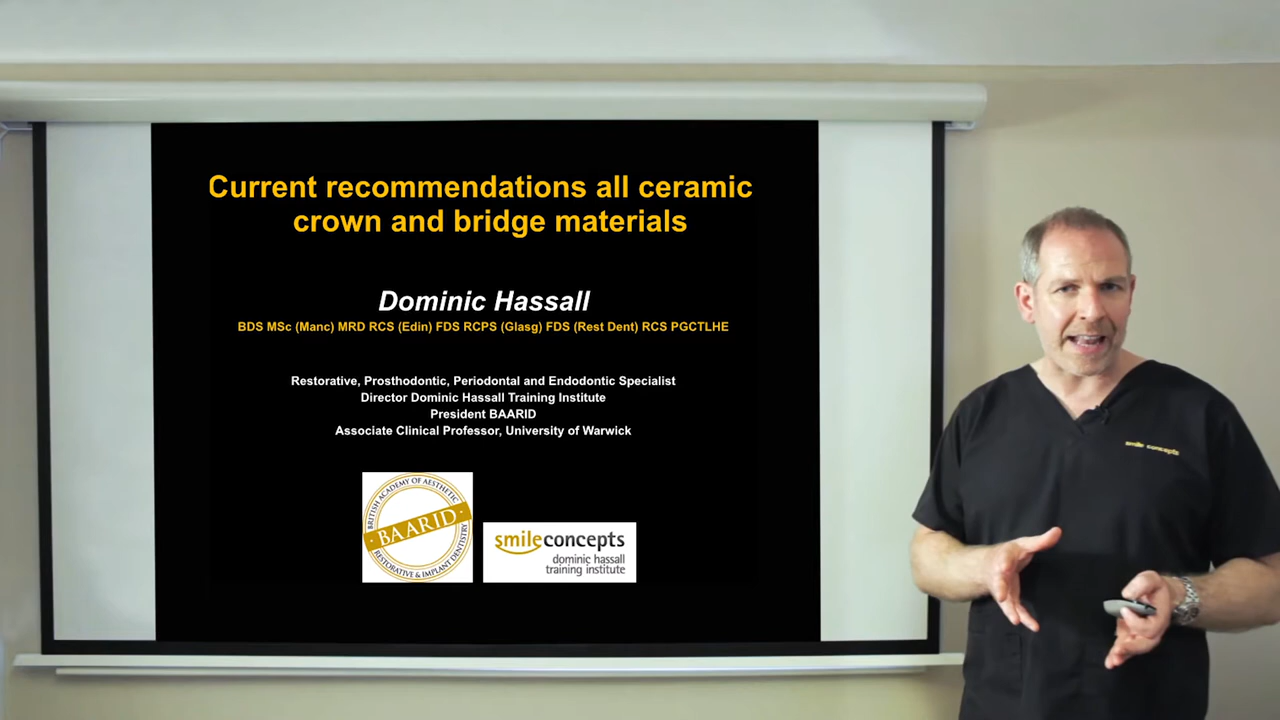 Current recommendations all ceramic
crown and bridge materials
Dominic Hassall
BDS MSc (Manc) MRD RCS (Edin) FDS RCPS (Glasg) FDS (Rest Dent) RCS PGCTLHE
Restorative, Prosthodontic, Periodontal and Endodontic Specialist
Director Dominic Hassall Training Institute
President BAARID
Associate Clinical Professor, University of Warwick
BRITISH ACADEMY OF AESTHETIC
BAARID
RESTORATIVE & IMPLANT DENTISTRY
smileconcepts
dominic hassall
training institute
smile concepts